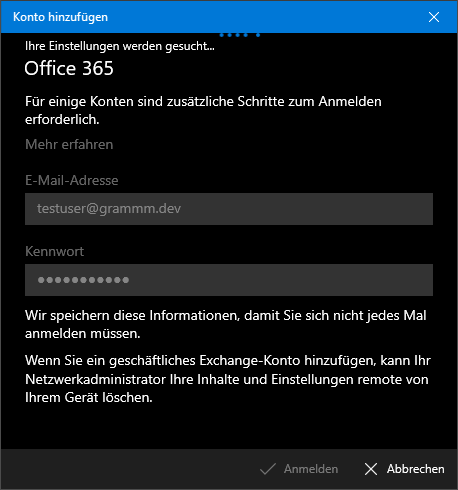 Konto hinzufügen
Ihre Einstellungen werden gesucht...
Office 365
Für einige Konten sind zusätzliche Schritte zum Anmelden
erforderlich.
Mehr erfahren
E-Mail-Adresse
testuser@grammm.dev
Kennwort
●●●●●●●●●●●
Wir speichern diese Informationen, damit Sie sich nicht jedes Mal
anmelden müssen.
Wenn Sie ein geschäftliches Exchange-Konto hinzufügen, kann Ihr
Netzwerkadministrator Ihre Inhalte und Einstellungen remote von
Ihrem Gerät löschen.
Anmelden
Abbrechen